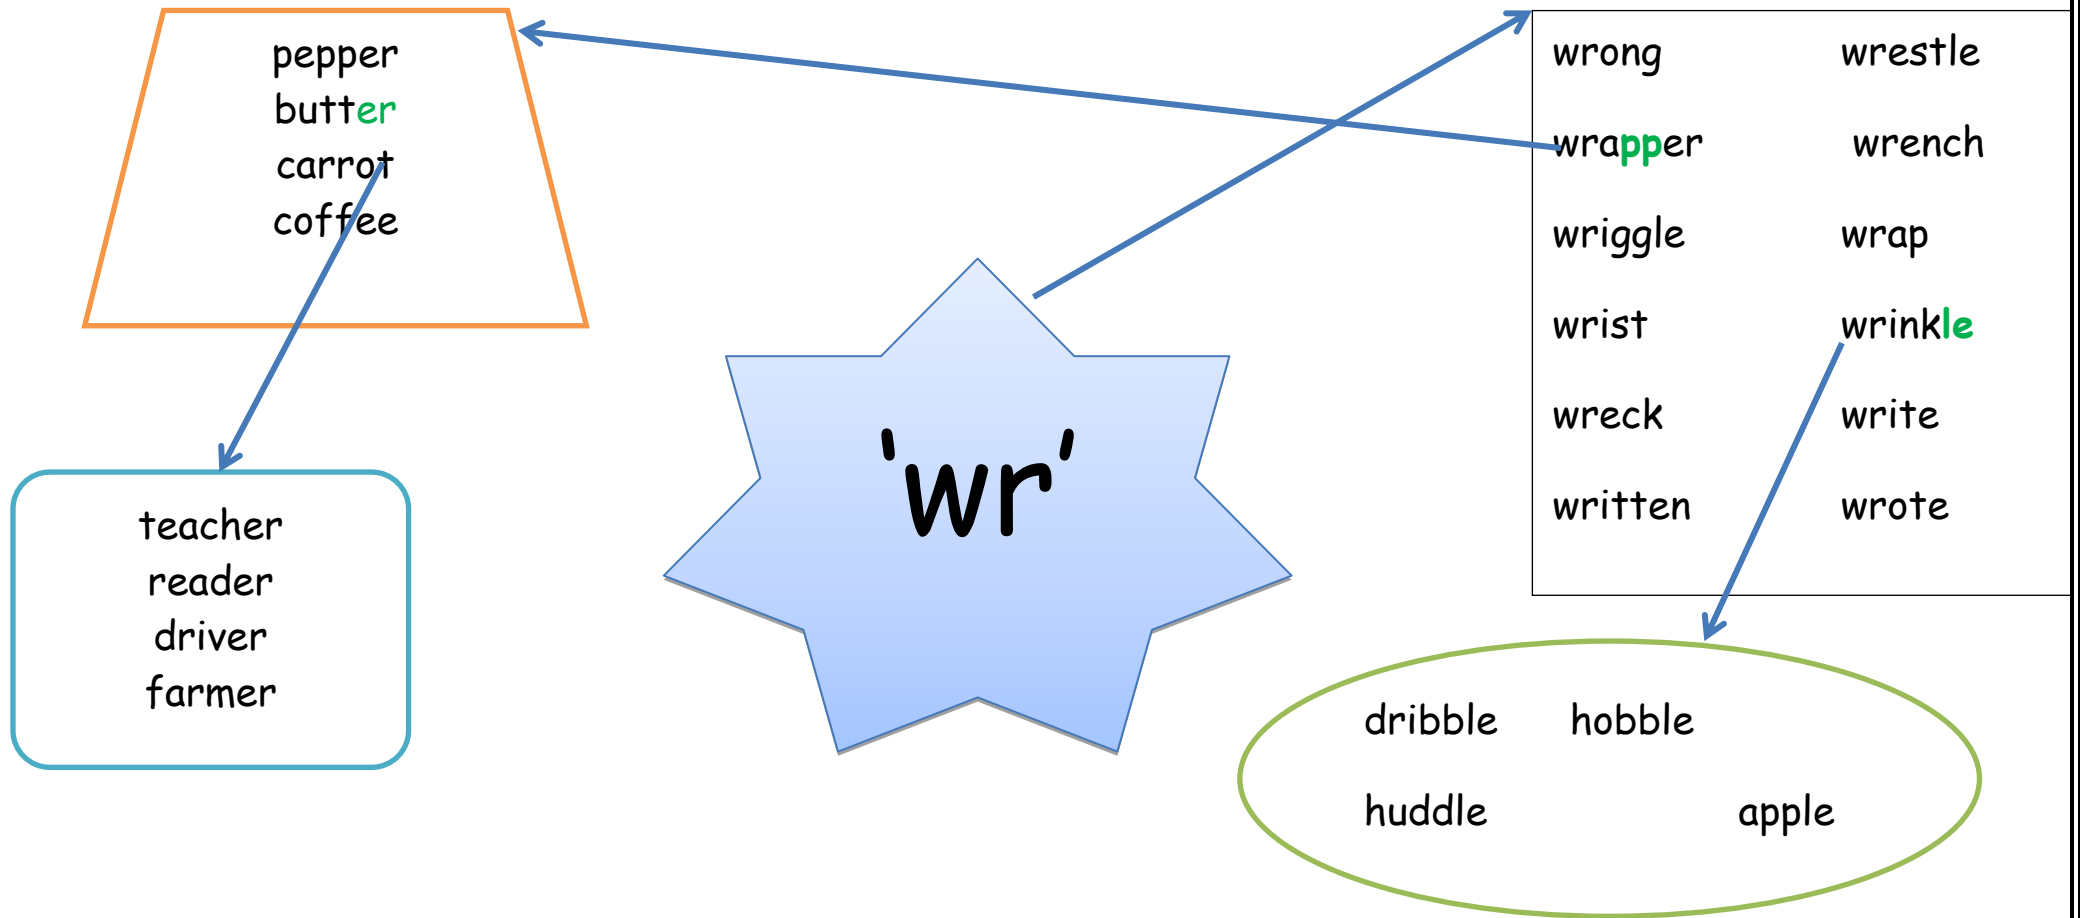 pepper
butter
carrot
coffee
wrong wrestle
wrapper wrench
wriggle wrap
wrist wrinkle
wreck write
written wrote
'wr'
teacher
reader
driver
farmer
dribble hobble
huddle apple